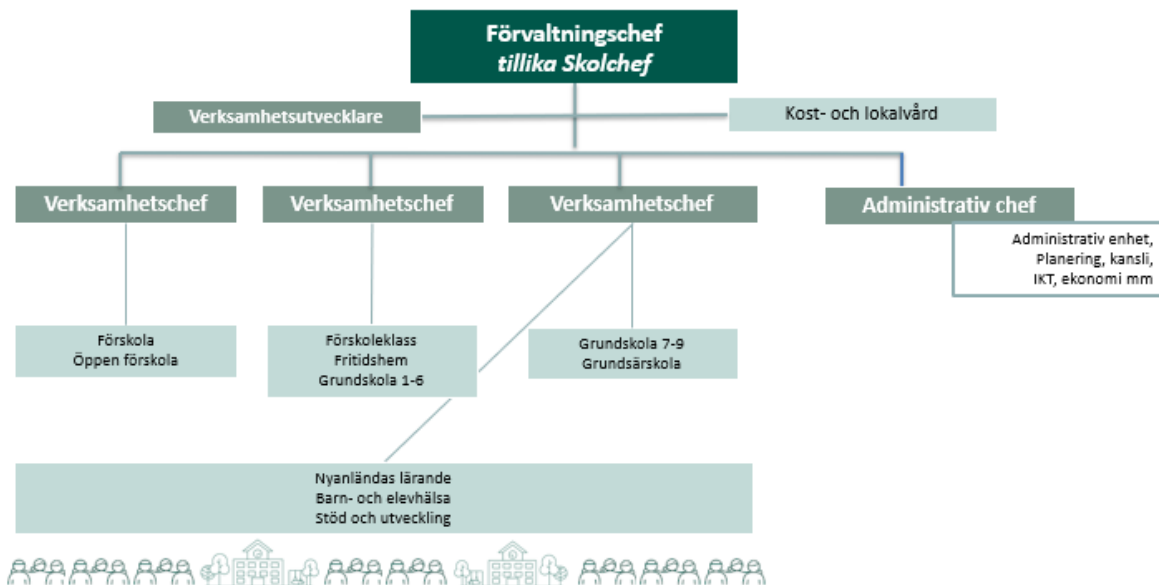 Förvaltningschef
tillika Skolchef
Verksamhetsutvecklare
Kost- och lokalvård
Verksamhetschef
Verksamhetschef
Verksamhetschef
Administrativ chef
Administrativ enhet,
Planering, kansli,
IKT, ekonomi mm
Förskola
Öppen förskola
Förskoleklass
Fritidshem
Grundskola 1-6
Grundskola 7-9
Grundsärskola
Nyanländas lärande
Barn- och elevhälsa
Stöd och utveckling